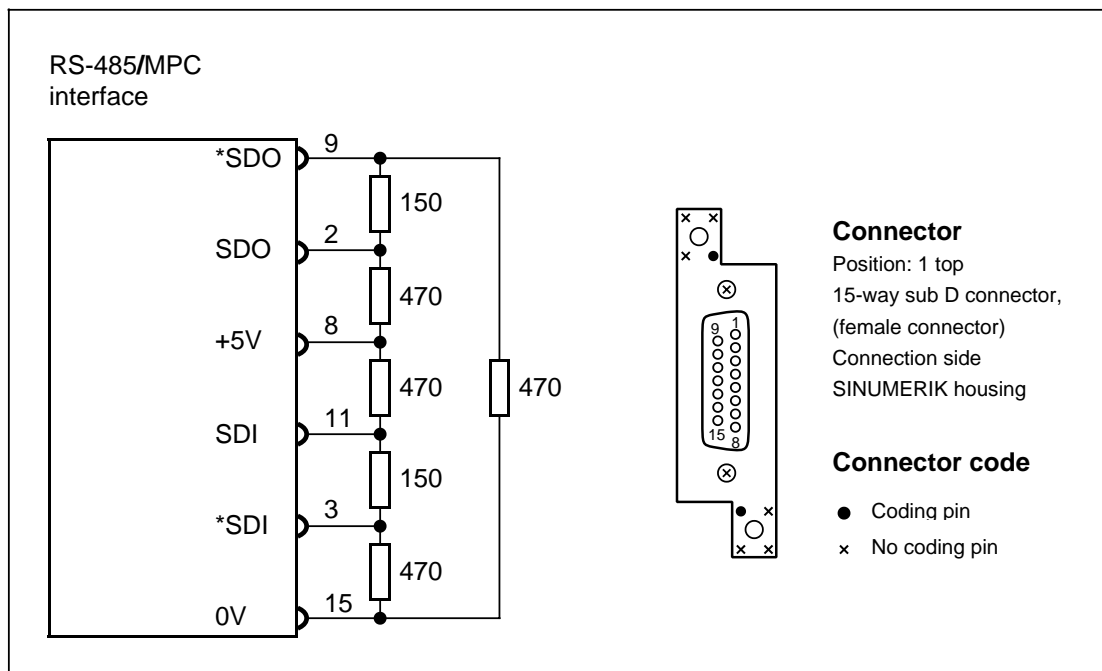 RS-485/MPC
interface
*SDO
9
150
SDO
2
470
+5V
8
470
470
SDI
11
150
*SDI
3
470
0V
15
9
1
15
8
Connector
Position: 1 top
15-way sub D connector,
(female connector)
Connection side
SINUMERIK housing
Connector code
Coding pin
No coding pin